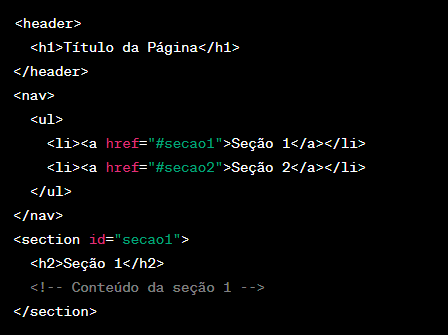 <header>
  <h1>Título da Página</h1>
</header>
<nav>
  <ul>
    <li><a href="#secao1">Seção 1</a></li>
    <li><a href="#secao2">Seção 2</a></li>
  </ul>
</nav>
<section id="secao1">
  <h2>Seção 1</h2>
  <!-- Conteúdo da seção 1 -->
</section>